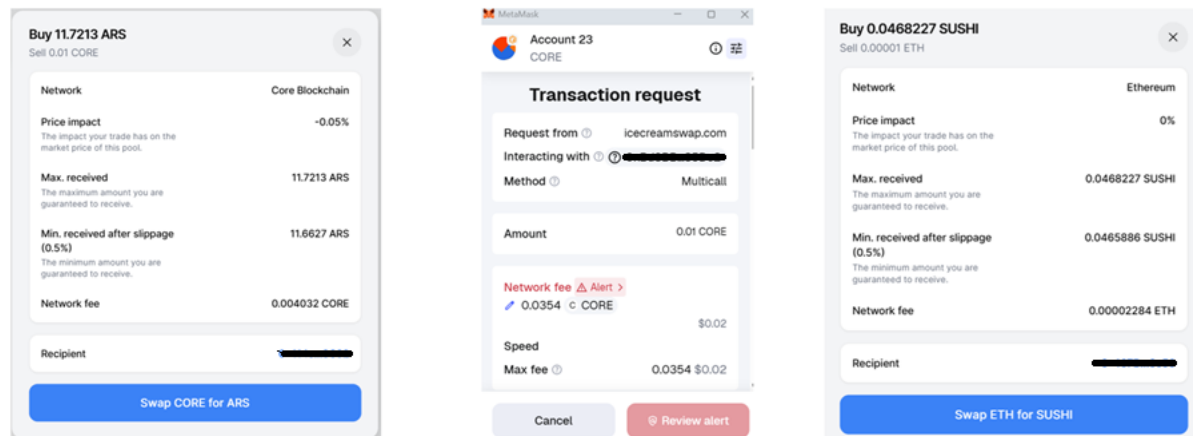 Buy 11.7213 ARS
Sell 0.01 CORE
Network Core Blockchain
Price impact -0.05%
The impact your trade has on the
market price of this pool.
Max. received 11.7213 ARS
The maximum amount you are
guaranteed to receive.
Min. received after slippage 11.6627 ARS
(0.5%)
The minimum amount you are
guaranteed to receive.
Network fee 0.004032 CORE
Recipient
Swap CORE for ARS
MetaMask
Account 23
CORE
Transaction request
Request from icecreamswap.com
Interacting with
Method Multicall
Amount 0.01 CORE
Network fee Alert >
0.0354 C CORE
$0.02
Speed
Max fee 0.0354 $0.02
Cancel Review alert
Buy 0.0468227 SUSHI
Sell 0.00001 ETH
Network Ethereum
Price impact 0%
The impact your trade has on the
market price of this pool.
Max. received 0.0468227 SUSHI
The maximum amount you are
guaranteed to receive.
Min. received after slippage 0.0465886 SUSHI
(0.5%)
The minimum amount you are
guaranteed to receive.
Network fee 0.00002284 ETH
Recipient
Swap ETH for SUSHI